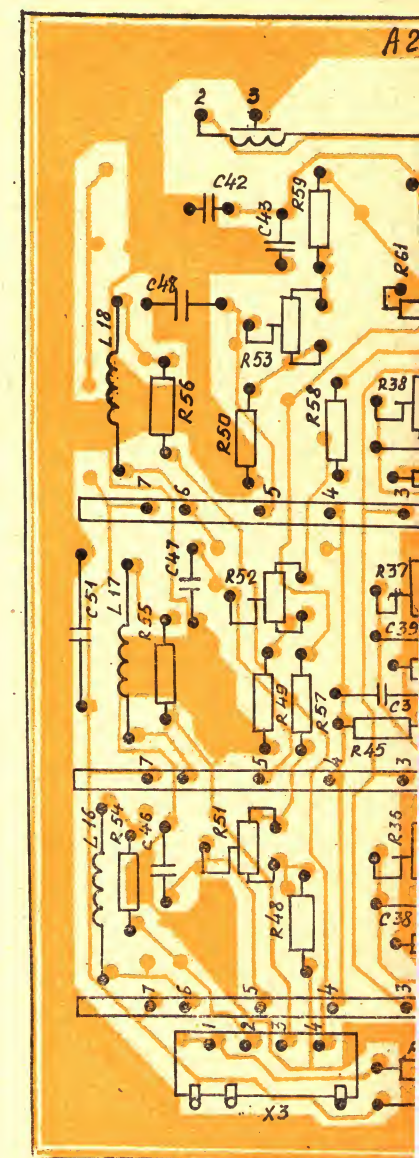 A2
2 3
C42
C43
R59
R61
C48
L18
R53
R56
R50
R58
R38
7 6 5 4 3
C51
L17
C47
R55
R52
R37
C39
R49
R57
C3
R45
7 5 4 3
L16
R54
C46
R51
R36
R48
C38
7 6 5 4 3
1 2 3 4
X3